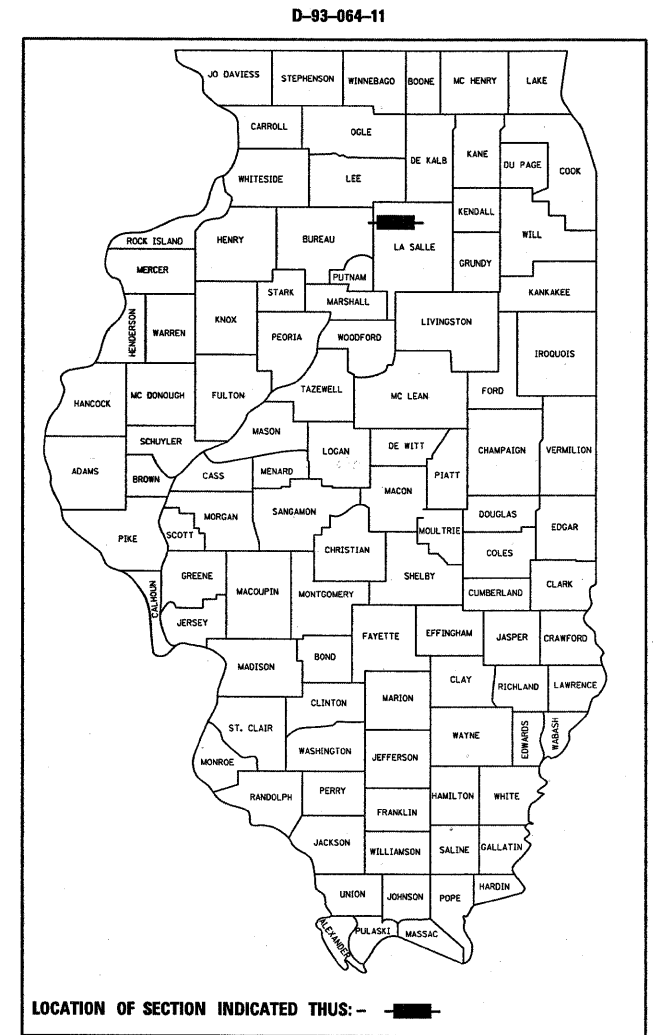 D-93-064-11
JO DAVIESS STEPHENSON WINNEBAGO BOONE MC HENRY LAKE
CARROLL OGLE DE KALB KANE DU PAGE COOK
WHITESIDE LEE
KENDALL
ROCK ISLAND HENRY BUREAU LA SALLE WILL
MERCER PUTNAM GRUNDY
STARK MARSHALL KANKAKEE
HENDERSON WARREN KNOX PEORIA WOODFORD LIVINGSTON
IROQUOIS
HANCOCK MC DONOUGH FULTON TAZEWELL MC LEAN FORD
SCHUYLER MASON LOGAN DE WITT CHAMPAIGN VERMILION
ADAMS BROWN CASS MENARD PIATT
MACON
PIKE SCOTT MORGAN SANGAMON MOULTRIE DOUGLAS EDGAR
CHRISTIAN COLES
CALHOUN GREENE MACOUPIN MONTGOMERY SHELBY CUMBERLAND CLARK
JERSEY
FAYETTE EFFINGHAM JASPER CRAWFORD
MADISON BOND
CLAY RICHLAND LAWRENCE
CLINTON MARION
ST. CLAIR WAYNE EDWARDS WABASH
MONROE WASHINGTON JEFFERSON
RANDOLPH PERRY HAMILTON WHITE
FRANKLIN
JACKSON WILLIAMSON SALINE GALLATIN
UNION JOHNSON POPE HARDIN
ALEXANDER PULASKI MASSAC
LOCATION OF SECTION INDICATED THUS: -